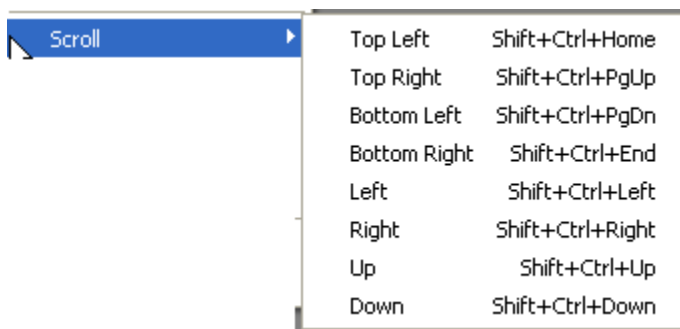 Scroll
Top Left Shift+Ctrl+Home
Top Right Shift+Ctrl+PgUp
Bottom Left Shift+Ctrl+PgDn
Bottom Right Shift+Ctrl+End
Left Shift+Ctrl+Left
Right Shift+Ctrl+Right
Up Shift+Ctrl+Up
Down Shift+Ctrl+Down